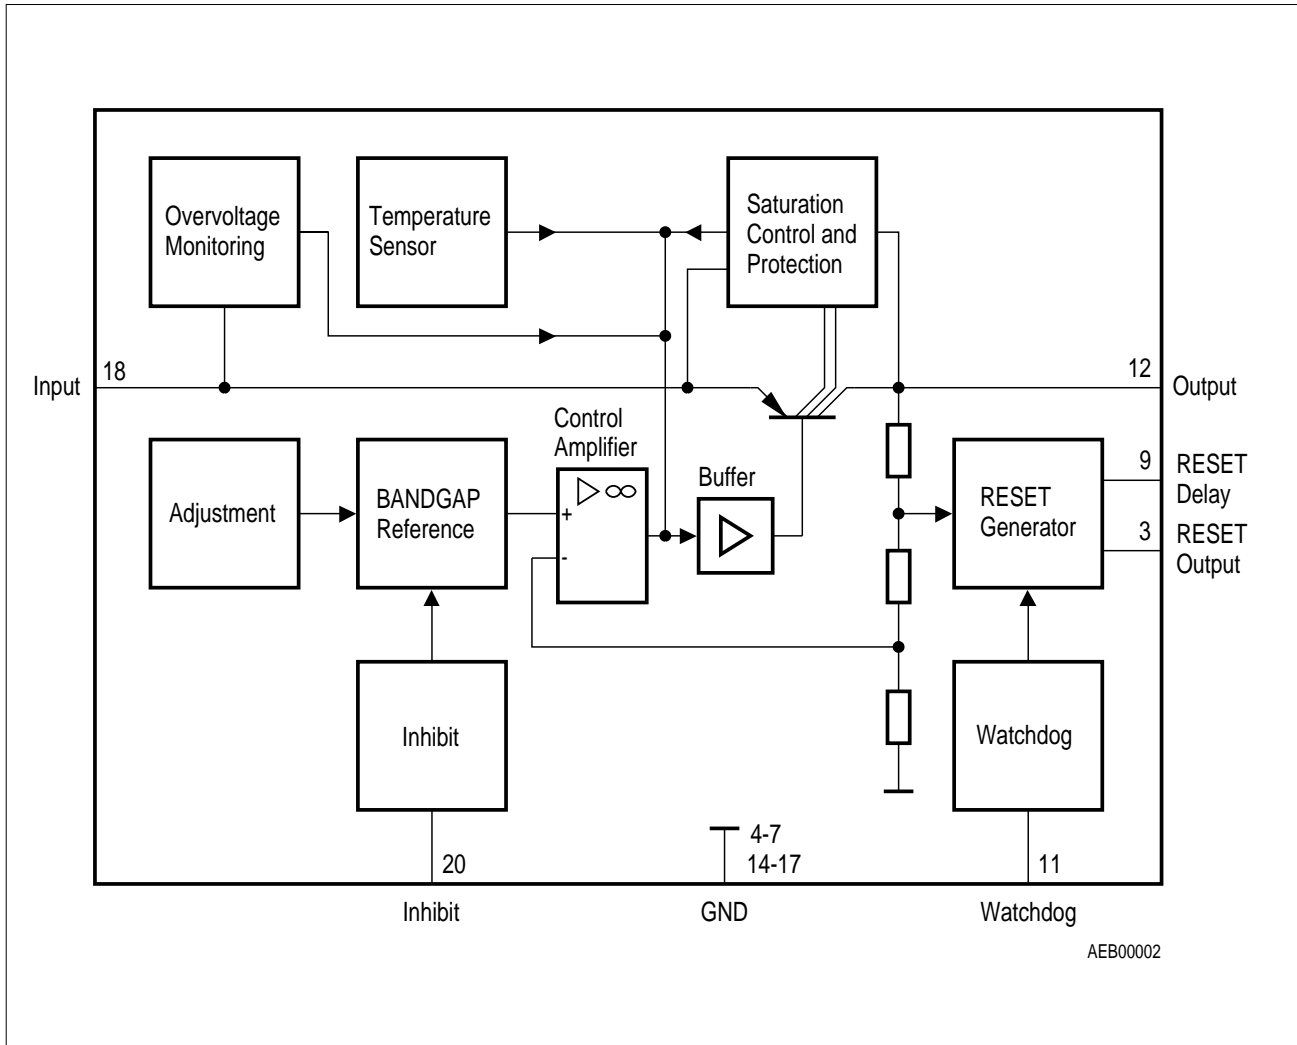 Overvoltage
Monitoring
Temperature
Sensor
Saturation
Control and
Protection
Input
18
12
Output
Control
Amplifier
Adjustment
BANDGAP
Reference
+
-
Buffer
RESET
Generator
9
RESET
Delay
3
RESET
Output
Inhibit
Watchdog
20
4-7
14-17
11
Inhibit
GND
Watchdog
AEB00002